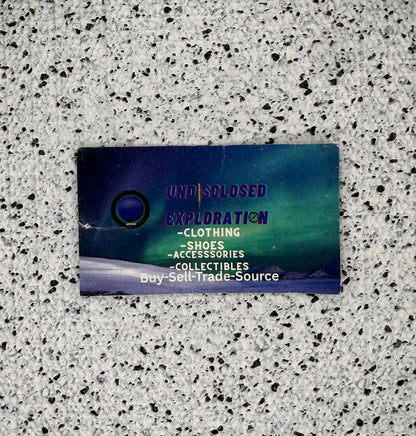 UNDISCLOSED
EXPLORATION
-CLOTHING
-SHOES
-ACCESSSORIES
-COLLECTIBLES
Buy-Sell-Trade-Source